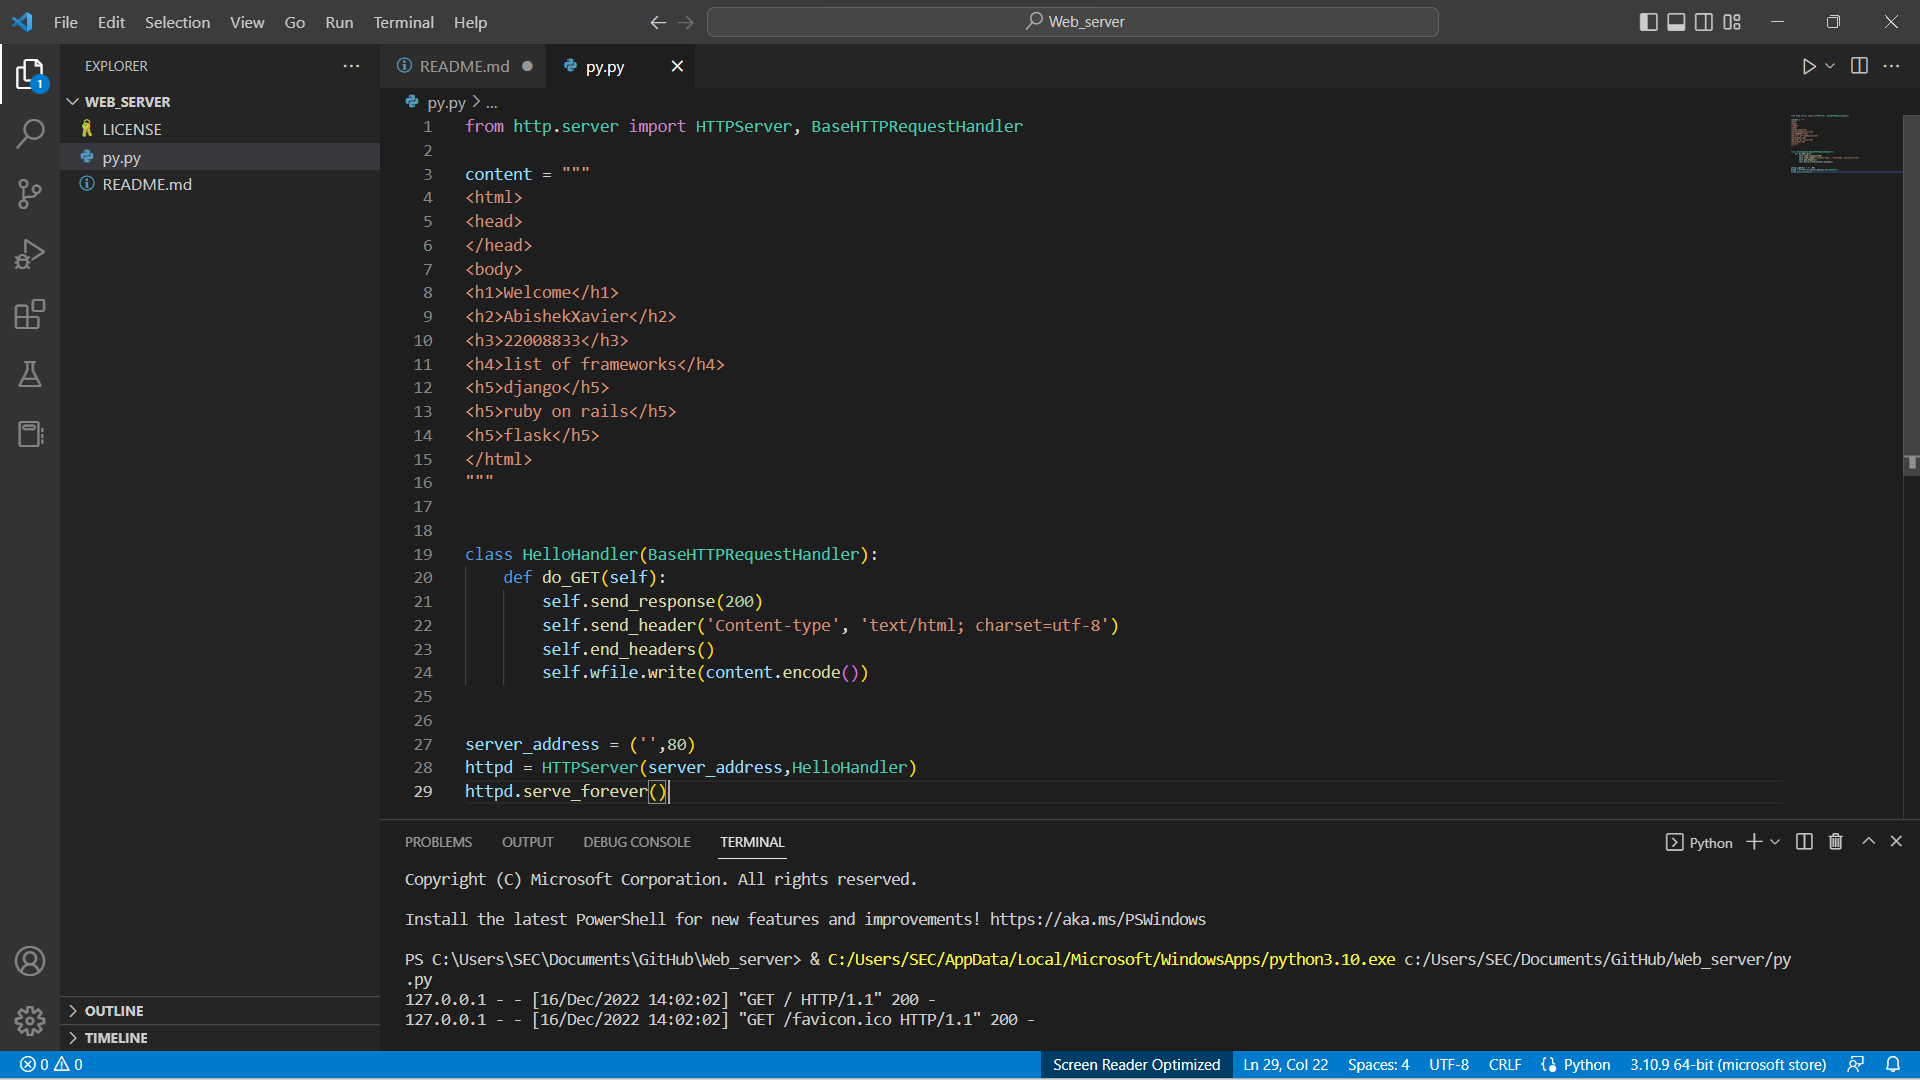 File Edit Selection View Go Run Terminal Help
Web_server
EXPLORER
WEB_SERVER
LICENSE
py.py
README.md
OUTLINE
TIMELINE
README.md
py.py
py.py > ...
1 from http.server import HTTPServer, BaseHTTPRequestHandler
2
3 content = """
4 <html>
5 <head>
6 </head>
7 <body>
8 <h1>Welcome</h1>
9 <h2>AbishekXavier</h2>
10 <h3>22008833</h3>
11 <h4>list of frameworks</h4>
12 <h5>django</h5>
13 <h5>ruby on rails</h5>
14 <h5>flask</h5>
15 </html>
16 """
17
18
19 class HelloHandler(BaseHTTPRequestHandler):
20     def do_GET(self):
21         self.send_response(200)
22         self.send_header('Content-type', 'text/html; charset=utf-8')
23         self.end_headers()
24         self.wfile.write(content.encode())
25
26
27 server_address = ('',80)
28 httpd = HTTPServer(server_address,HelloHandler)
29 httpd.serve_forever()
PROBLEMS OUTPUT DEBUG CONSOLE TERMINAL
Python
Copyright (C) Microsoft Corporation. All rights reserved.
Install the latest PowerShell for new features and improvements! https://aka.ms/PSWindows
PS C:\Users\SEC\Documents\GitHub\Web_server> & C:/Users/SEC/AppData/Local/Microsoft/WindowsApps/python3.10.exe c:/Users/SEC/Documents/GitHub/Web_server/py
.py
127.0.0.1 - - [16/Dec/2022 14:02:02] "GET / HTTP/1.1" 200 -
127.0.0.1 - - [16/Dec/2022 14:02:02] "GET /favicon.ico HTTP/1.1" 200 -
1
0 0
Screen Reader Optimized Ln 29, Col 22 Spaces: 4 UTF-8 CRLF Python 3.10.9 64-bit (microsoft store)